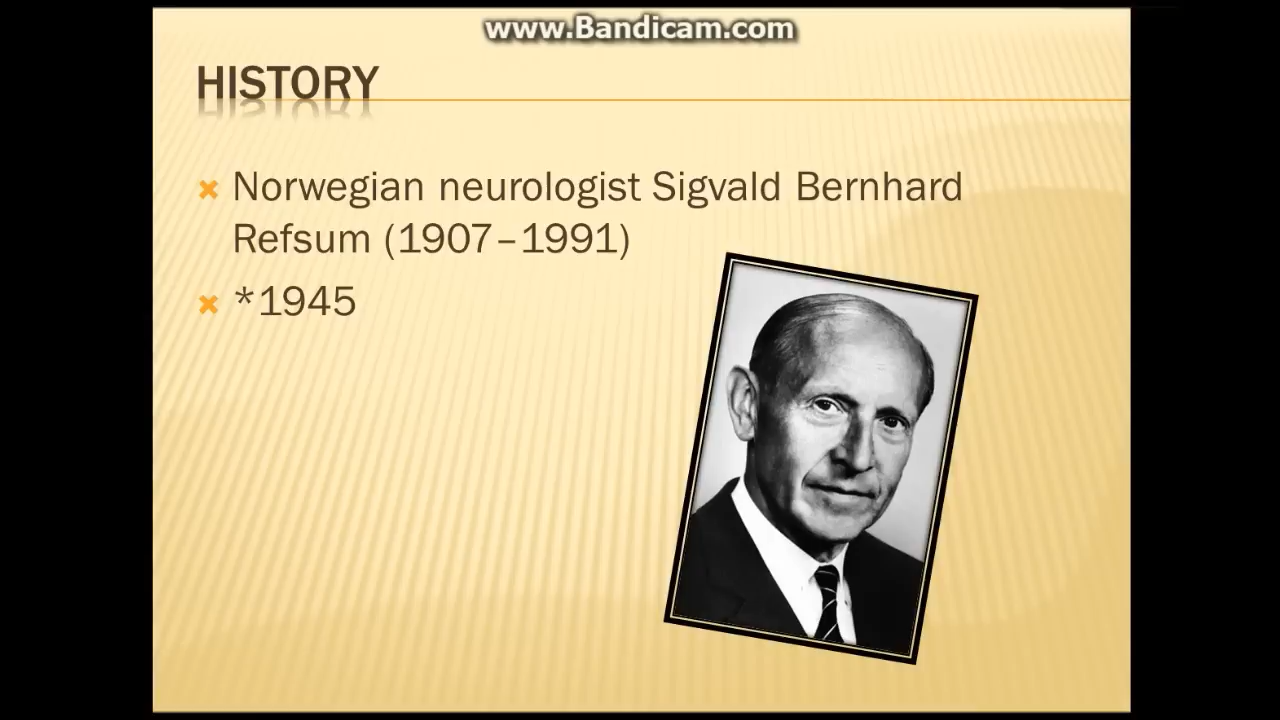 www.Bandicam.com
HISTORY
Norwegian neurologist Sigvald Bernhard
Refsum (1907–1991)
*1945